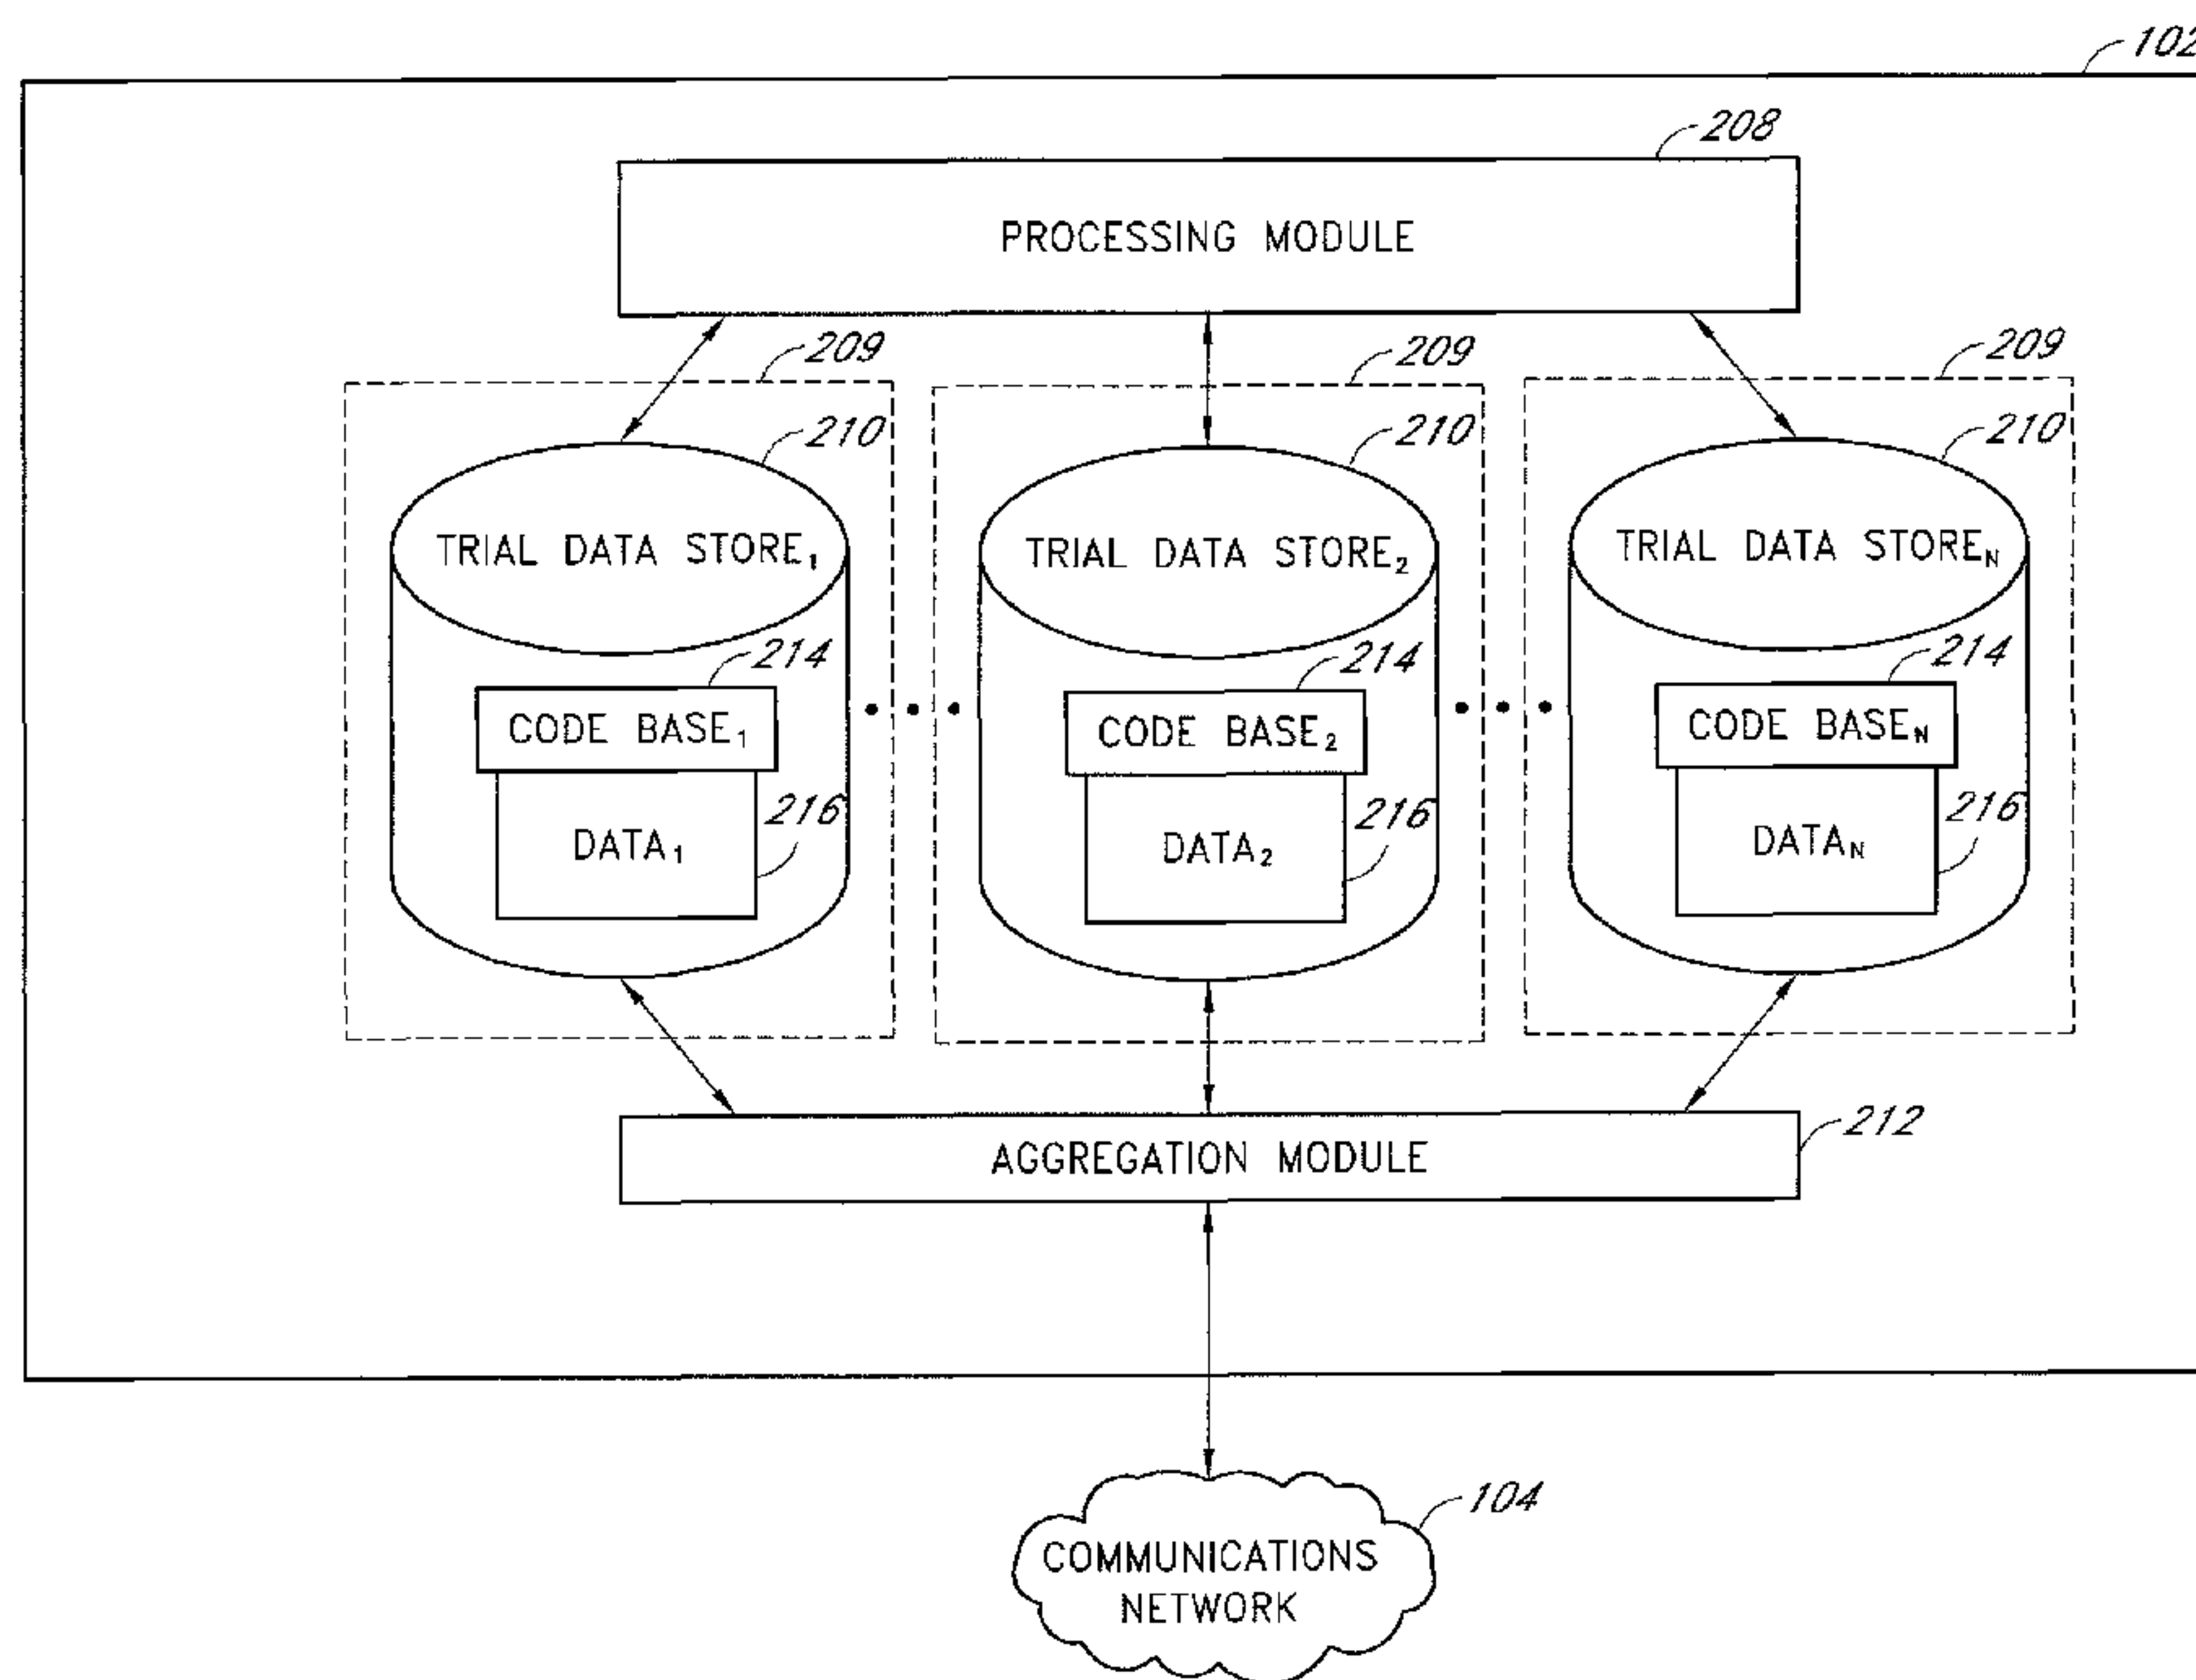 102
208
PROCESSING MODULE
209
209
209
210
210
210
TRIAL DATA STORE₁
TRIAL DATA STORE₂
TRIAL DATA STOREN
214
214
214
CODE BASE₁
CODE BASE₂
CODE BASEN
216
216
216
DATA₁
DATA₂
DATAN
212
AGGREGATION MODULE
104
COMMUNICATIONS
NETWORK